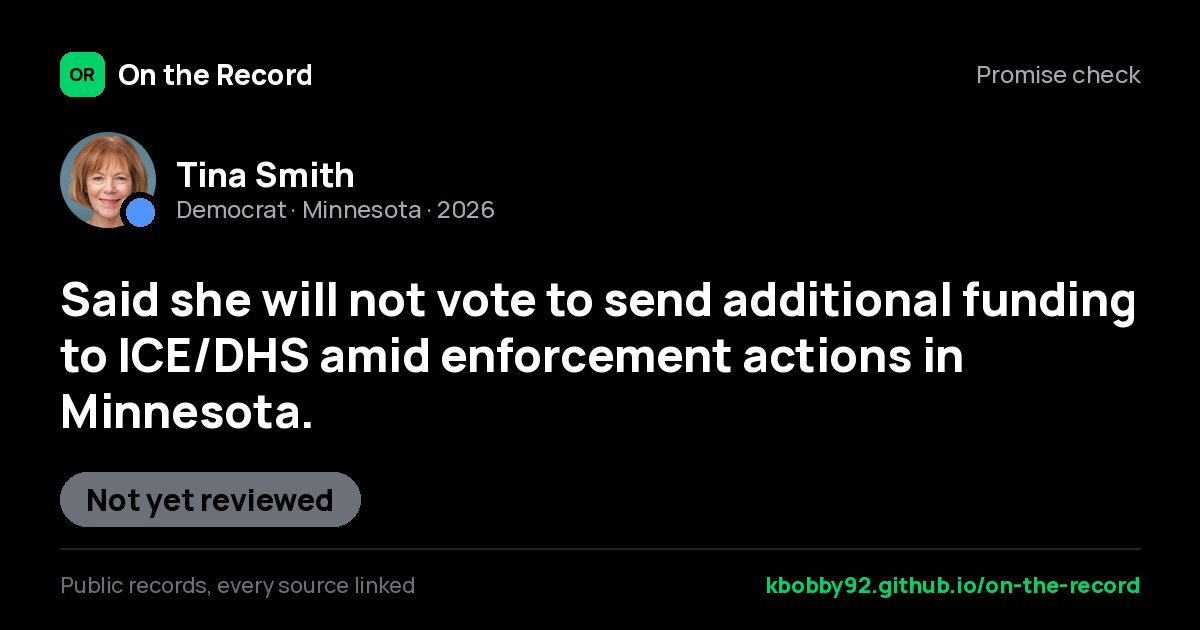 OR On the Record
Promise check
Tina Smith
Democrat · Minnesota · 2026
Said she will not vote to send additional funding
to ICE/DHS amid enforcement actions in
Minnesota.
Not yet reviewed
Public records, every source linked
kbobby92.github.io/on-the-record